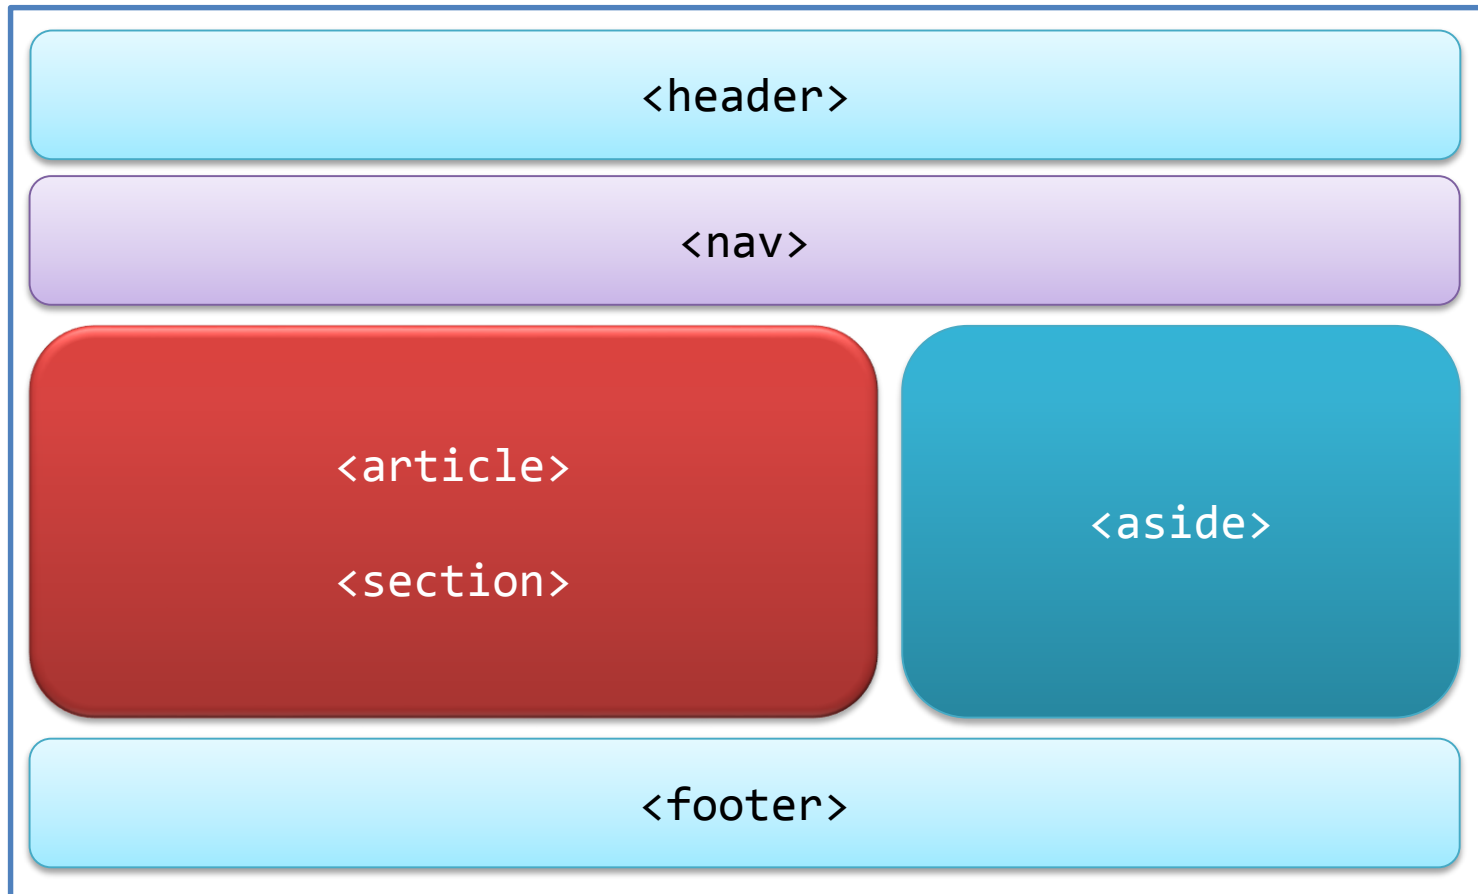 <header>
<nav>
<article>
<section>
<aside>
<footer>